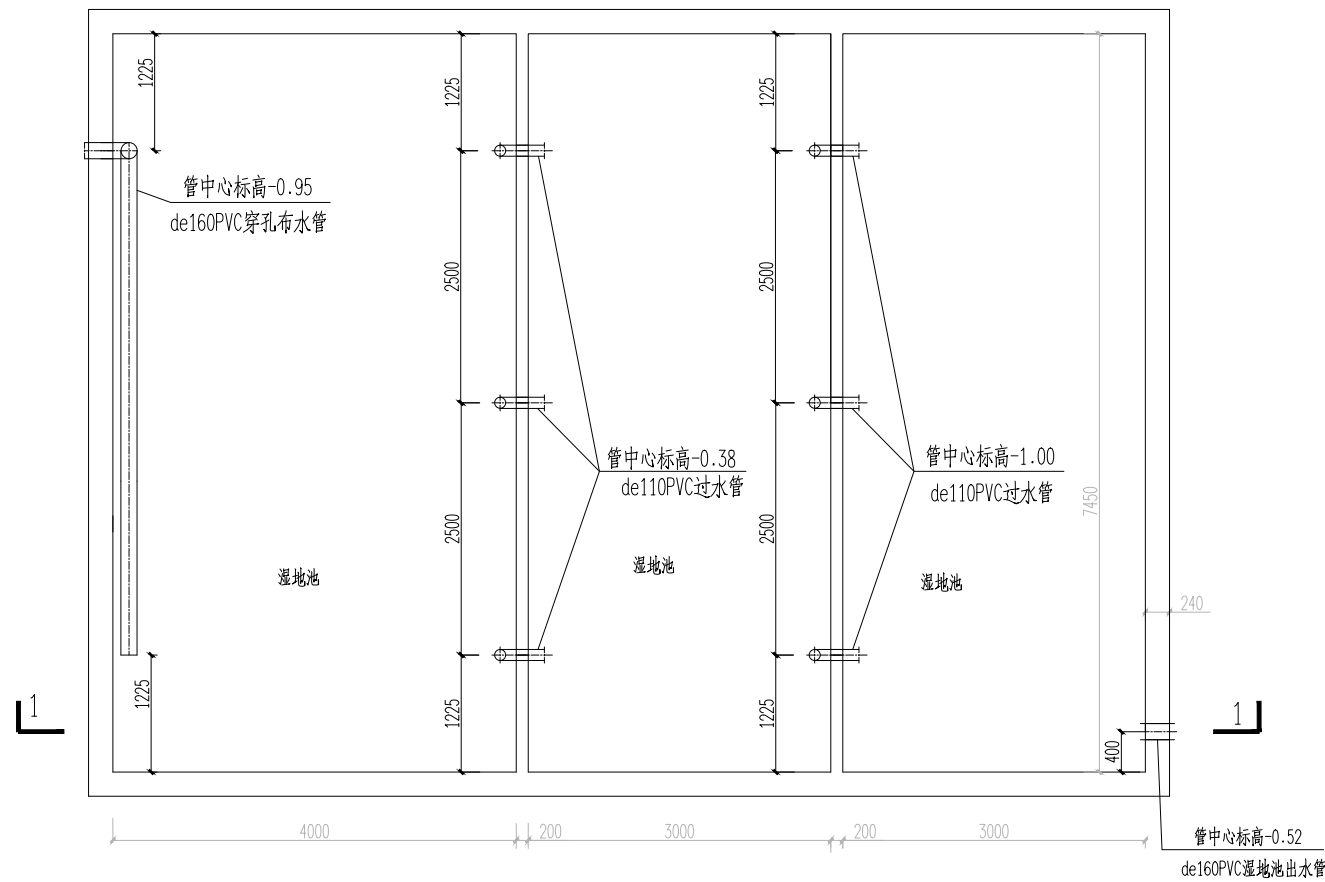 1225
1225
1225
管中心标高-0.95
de160PVC穿孔布水管
2500
2500
管中心标高-0.38
de110PVC过水管
管中心标高-1.00
de110PVC过水管
7450
2500
2500
湿地池
湿地池
湿地池
240
1225
1225
1225
1
1
400
4000
200
3000
200
3000
管中心标高-0.52
de160PVC湿地池出水管